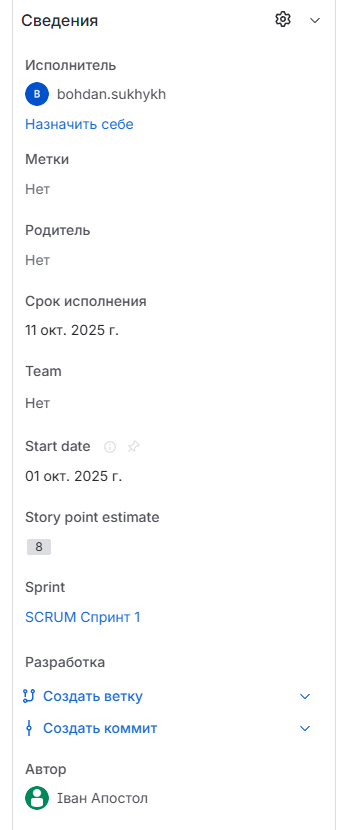 Сведения
Исполнитель
B bohdan.sukhykh
Назначить себе
Метки
Нет
Родитель
Нет
Срок исполнения
11 окт. 2025 г.
Team
Нет
Start date
01 окт. 2025 г.
Story point estimate
8
Sprint
SCRUM Спринт 1
Разработка
Создать ветку
Создать коммит
Автор
Іван Апостол